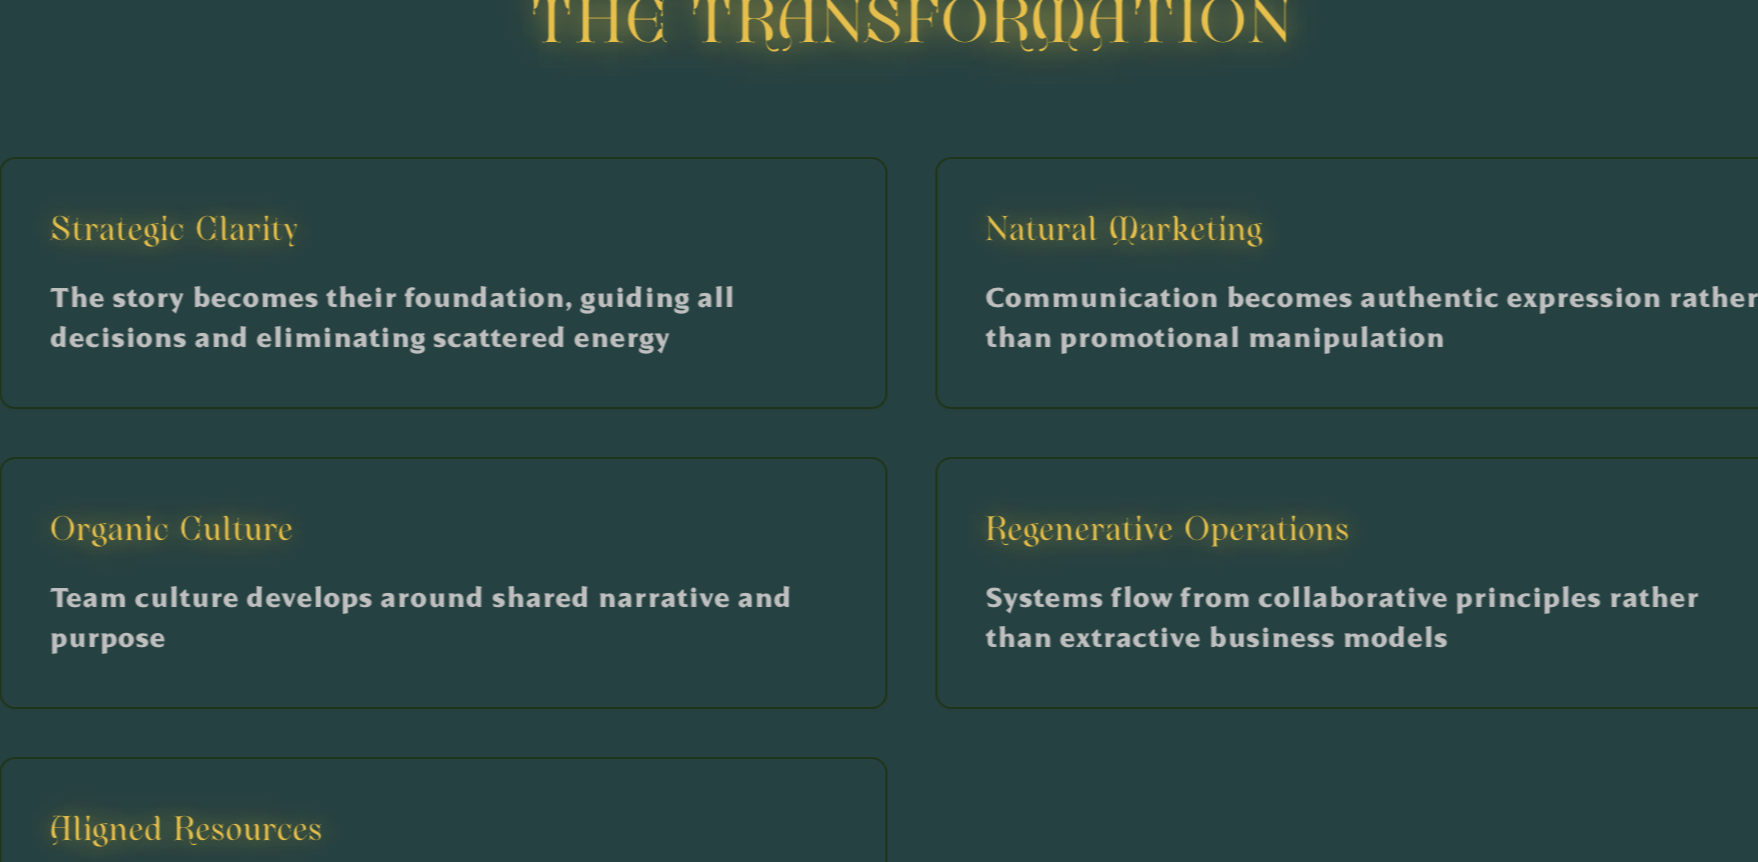 THE TRANSFORMATION
Strategic Clarity
The story becomes their foundation, guiding all
decisions and eliminating scattered energy
Natural Marketing
Communication becomes authentic expression rather
than promotional manipulation
Organic Culture
Team culture develops around shared narrative and
purpose
Regenerative Operations
Systems flow from collaborative principles rather
than extractive business models
Aligned Resources